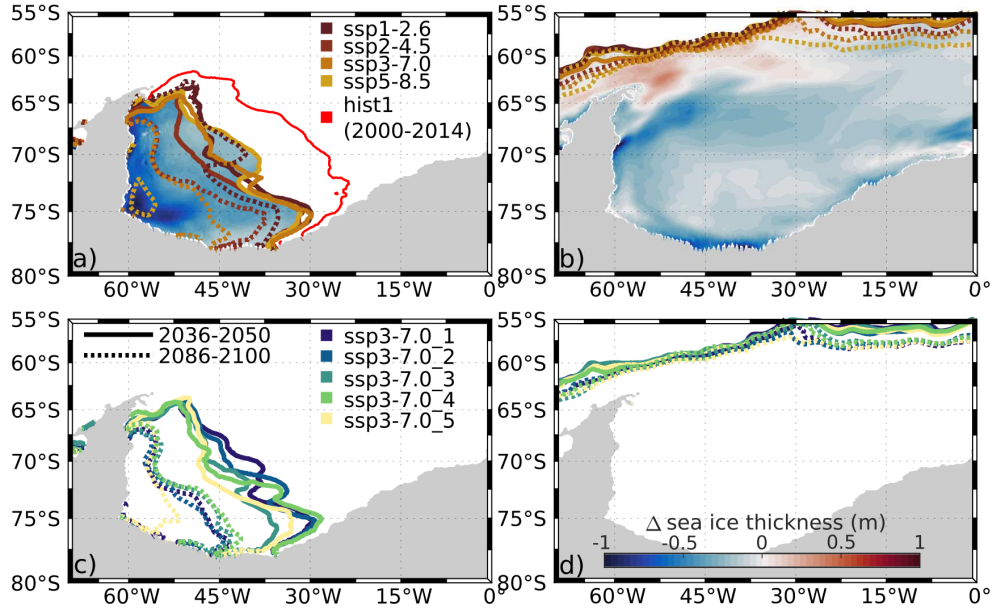 55°S
60°S
65°S
70°S
75°S
80°S
60°W
45°W
30°W
15°W
0°
ssp1-2.6
ssp2-4.5
ssp3-7.0
ssp5-8.5
hist1
(2000-2014)
a)
55°S
60°S
65°S
70°S
75°S
80°S
60°W
45°W
30°W
15°W
0°
b)
55°S
60°S
65°S
70°S
75°S
80°S
60°W
45°W
30°W
15°W
0°
2036-2050
2086-2100
ssp3-7.0_1
ssp3-7.0_2
ssp3-7.0_3
ssp3-7.0_4
ssp3-7.0_5
c)
55°S
60°S
65°S
70°S
75°S
80°S
60°W
45°W
30°W
15°W
0°
Δ sea ice thickness (m)
-1 -0.5 0 0.5 1
d)